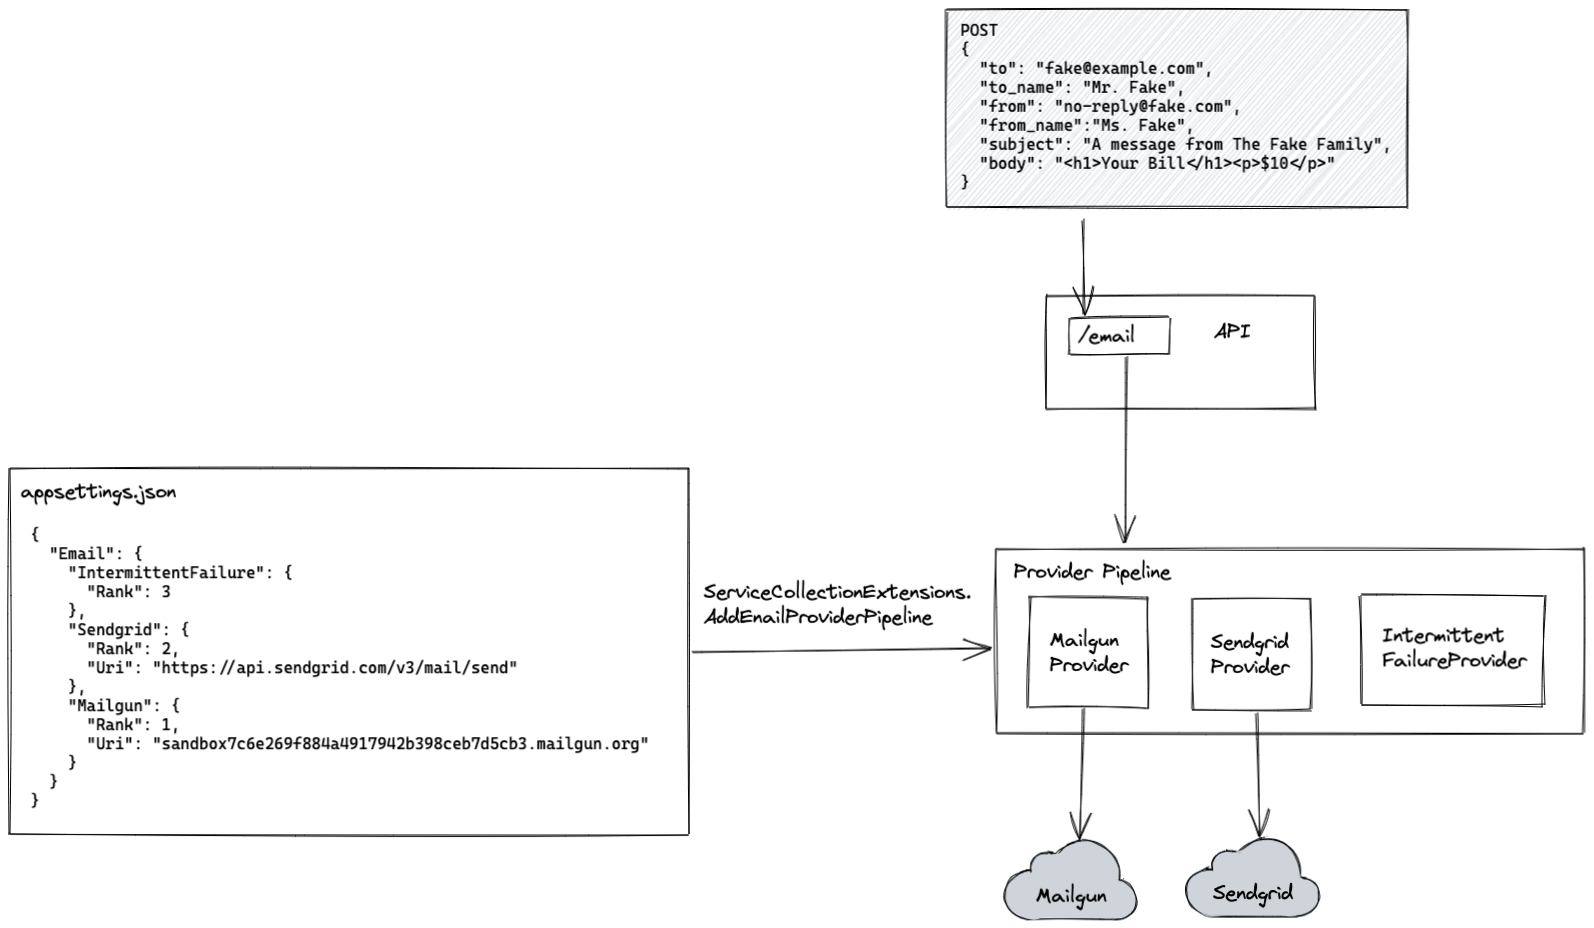 POST
{
  "to": "fake@example.com",
  "to_name": "Mr. Fake",
  "from": "no-reply@fake.com",
  "from_name":"Ms. Fake",
  "subject": "A message from The Fake Family",
  "body": "<h1>Your Bill</h1><p>$10</p>"
}
/email
API
appsettings.json
{
  "Email": {
    "IntermittentFailure": {
      "Rank": 3
    },
    "Sendgrid": {
      "Rank": 2,
      "Uri": "https://api.sendgrid.com/v3/mail/send"
    },
    "Mailgun": {
      "Rank": 1,
      "Uri": "sandbox7c6e269f884a4917942b398ceb7d5cb3.mailgun.org"
    }
  }
}
ServiceCollectionExtensions.
AddEnailProviderPipeline
Provider Pipeline
Mailgun
Provider
Sendgrid
Provider
Intermittent
FailureProvider
Mailgun
Sendgrid